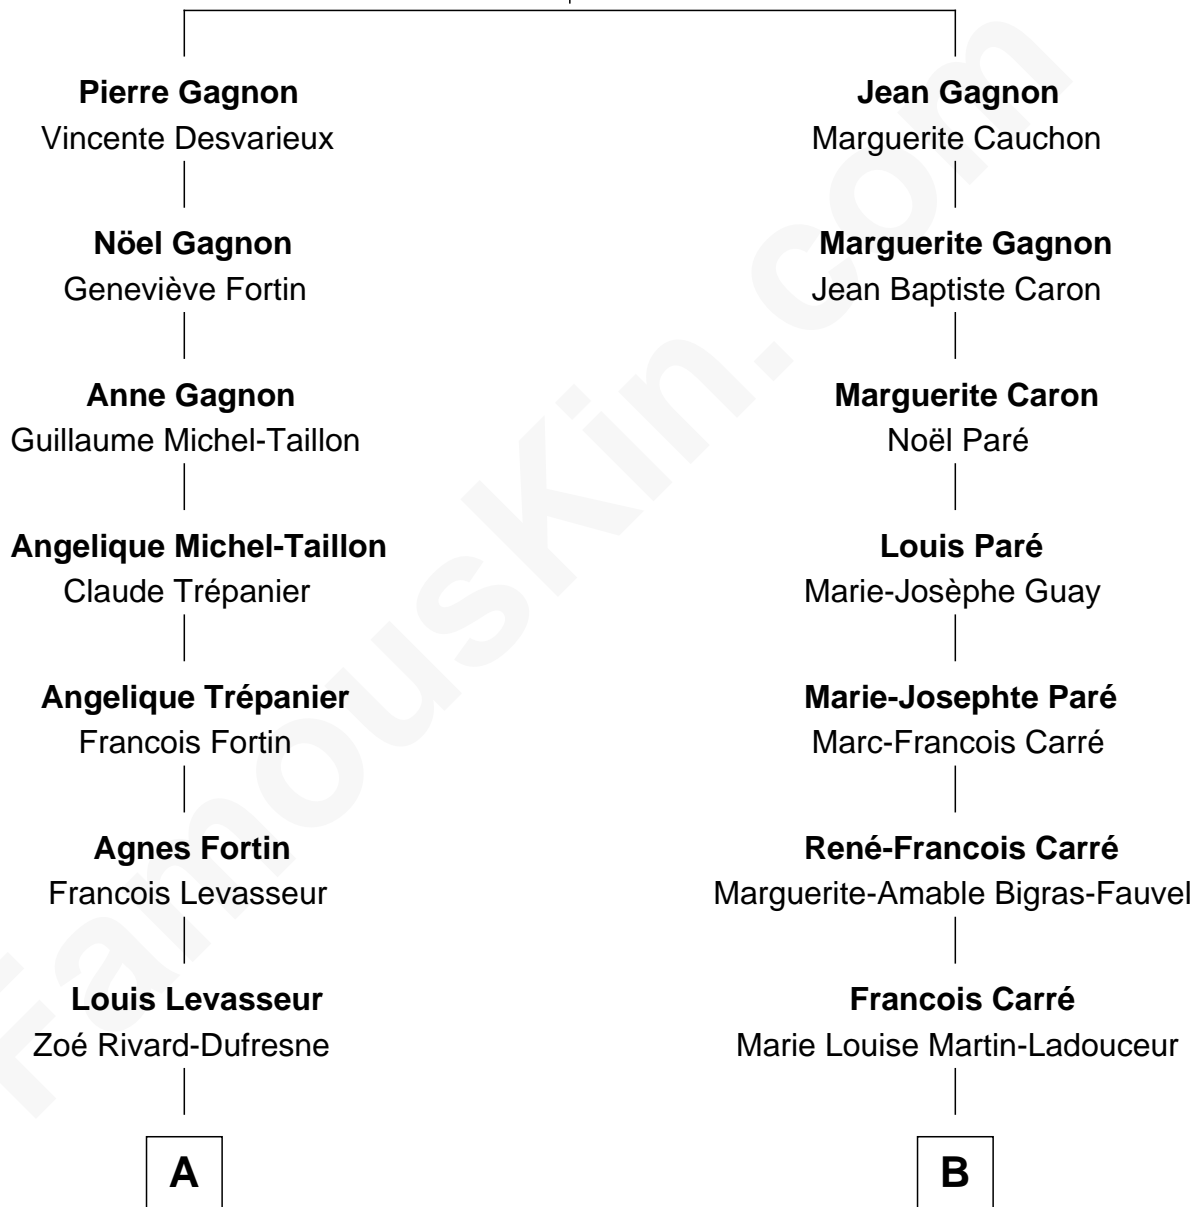 Pierre Gagnon
Vincente Desvarieux
Nöel Gagnon
Geneviève Fortin
Anne Gagnon
Guillaume Michel-Taillon
Angelique Michel-Taillon
Claude Trépanier
Angelique Trépanier
Francois Fortin
Agnes Fortin
Francois Levasseur
Louis Levasseur
Zoé Rivard-Dufresne
A
Jean Gagnon
Marguerite Cauchon
Marguerite Gagnon
Jean Baptiste Caron
Marguerite Caron
Noël Paré
Louis Paré
Marie-Josèphe Guay
Marie-Josephte Paré
Marc-Francois Carré
René-Francois Carré
Marguerite-Amable Bigras-Fauvel
Francois Carré
Marie Louise Martin-Ladouceur
B
FamousKin.com